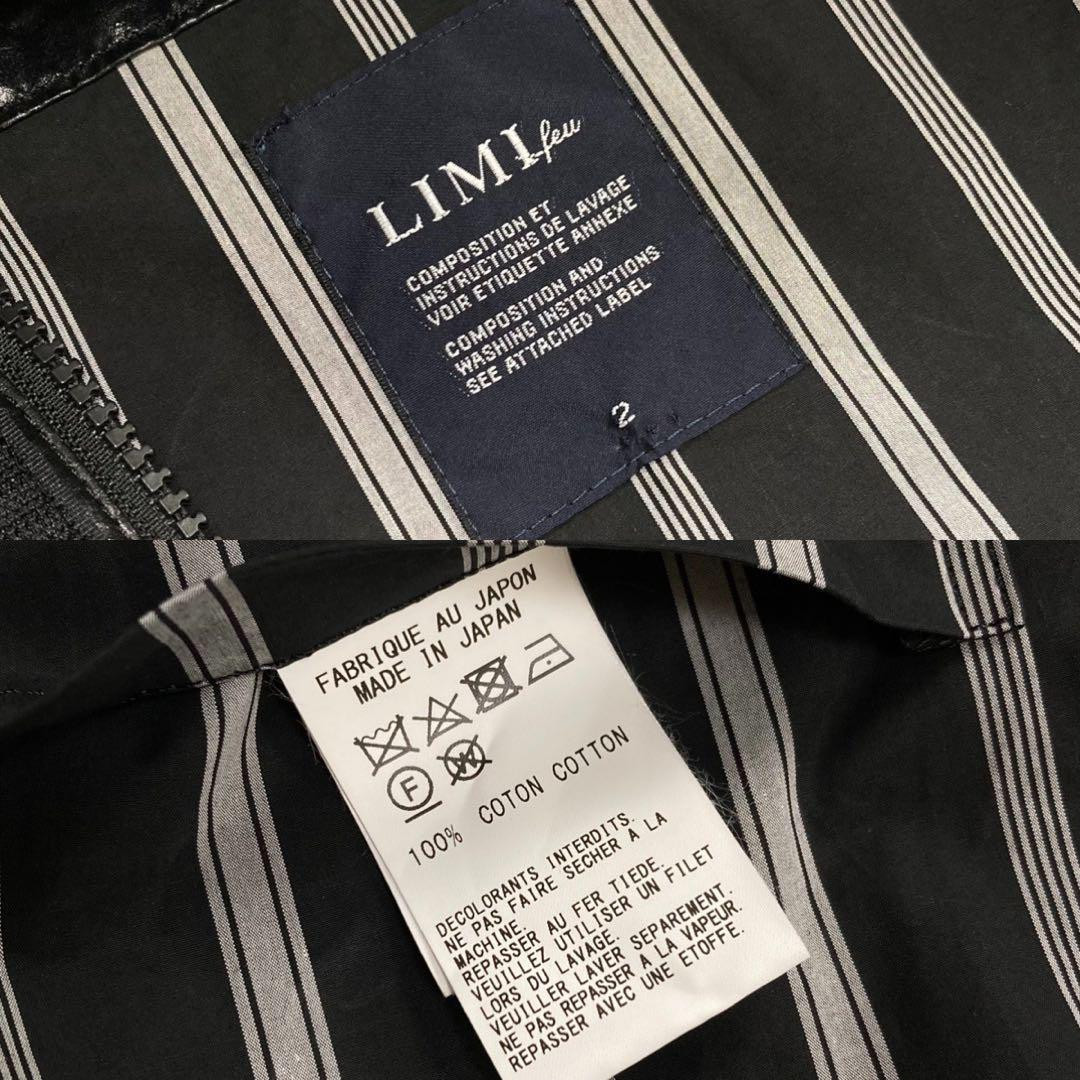 LIMI feu
COMPOSITION ET
INSTRUCTIONS DE LAVAGE
VOIR ETIQUETTE ANNEXE
COMPOSITION AND
WASHING INSTRUCTIONS
SEE ATTACHED LABEL
2
FABRIQUE AU JAPON
MADE IN JAPAN
F W
100% COTON COTTON
DECOLORANTS INTERDITS.
NE PAS FAIRE SECHER A LA
MACHINE.
REPASSER AU FER TIEDE.
VEUILLEZ UTILISER UN FILET
LORS DU LAVAGE.
VEUILLER LAVER SEPAREMENT.
NE PAS REPASSER A LA VAPEUR.
REPASSER AVEC UNE ETOFFE.